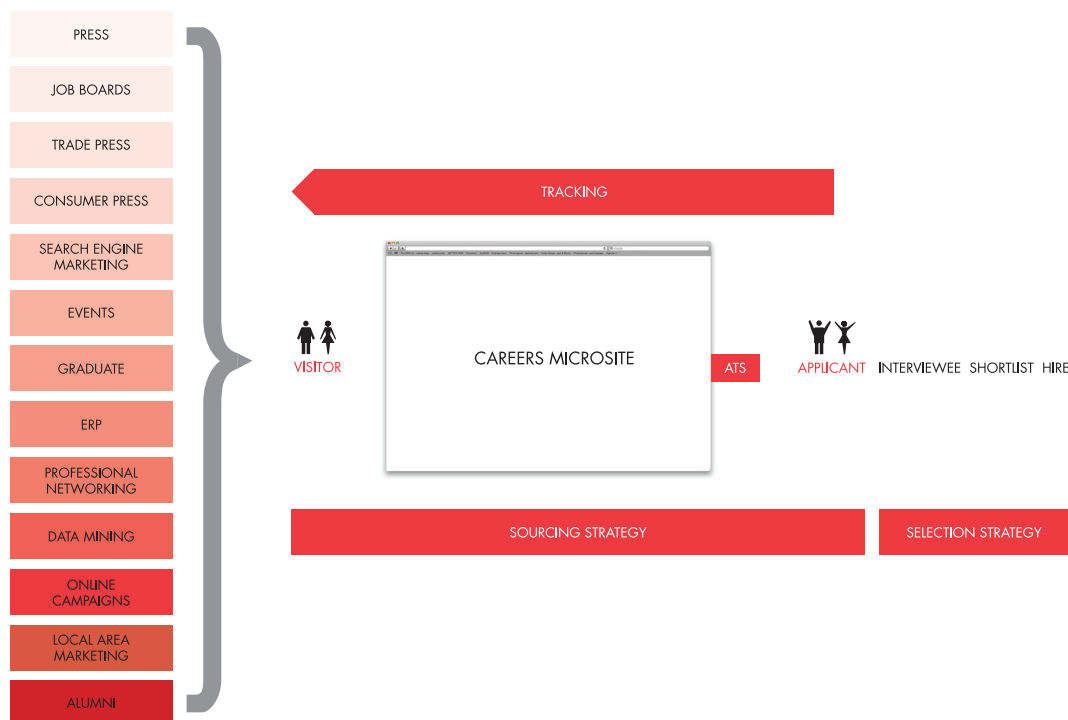 PRESS
JOB BOARDS
TRADE PRESS
CONSUMER PRESS
SEARCH ENGINE
MARKETING
EVENTS
GRADUATE
ERP
PROFESSIONAL
NETWORKING
DATA MINING
ONLINE
CAMPAIGNS
LOCAL AREA
MARKETING
ALUMNI
TRACKING
VISITOR
CAREERS MICROSITE
ATS
APPLICANT
INTERVIEWEE
SHORTLIST
HIRE
SOURCING STRATEGY
SELECTION STRATEGY